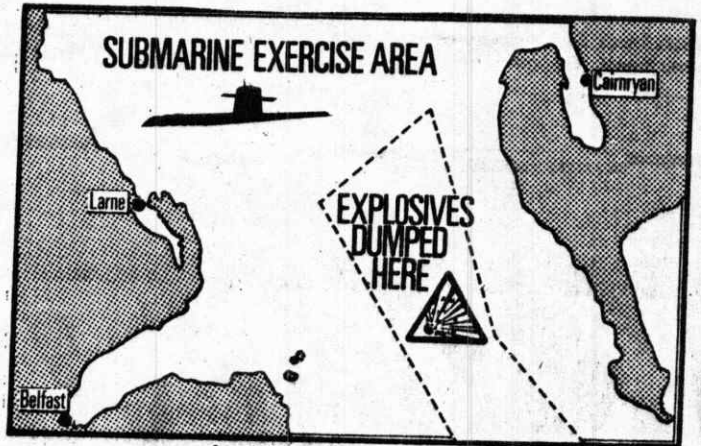 SUBMARINE EXERCISE AREA
Cairnryan
Larne
EXPLOSIVES
DUMPED
HERE
Belfast